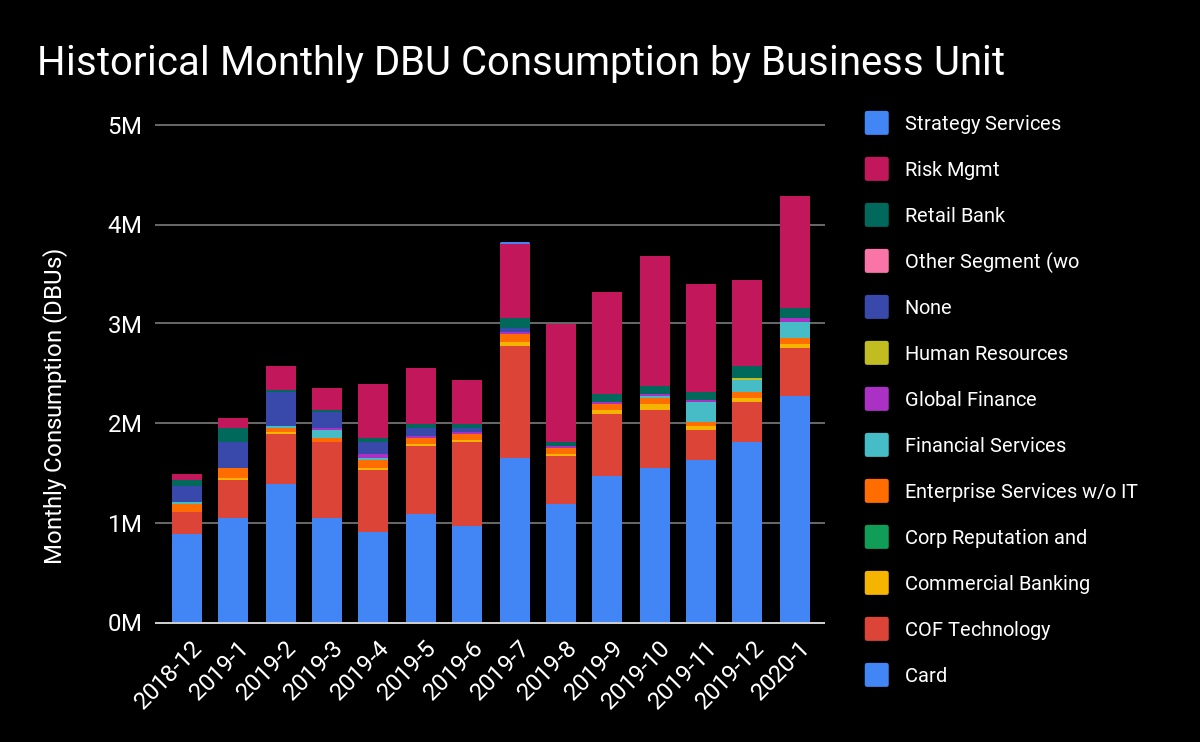 Historical Monthly DBU Consumption by Business Unit
Monthly Consumption (DBUs)
5M
4M
3M
2M
1M
0M
2018-12
2019-1
2019-2
2019-3
2019-4
2019-5
2019-6
2019-7
2019-8
2019-9
2019-10
2019-11
2019-12
2020-1
Strategy Services
Risk Mgmt
Retail Bank
Other Segment (wo
None
Human Resources
Global Finance
Financial Services
Enterprise Services w/o IT
Corp Reputation and
Commercial Banking
COF Technology
Card